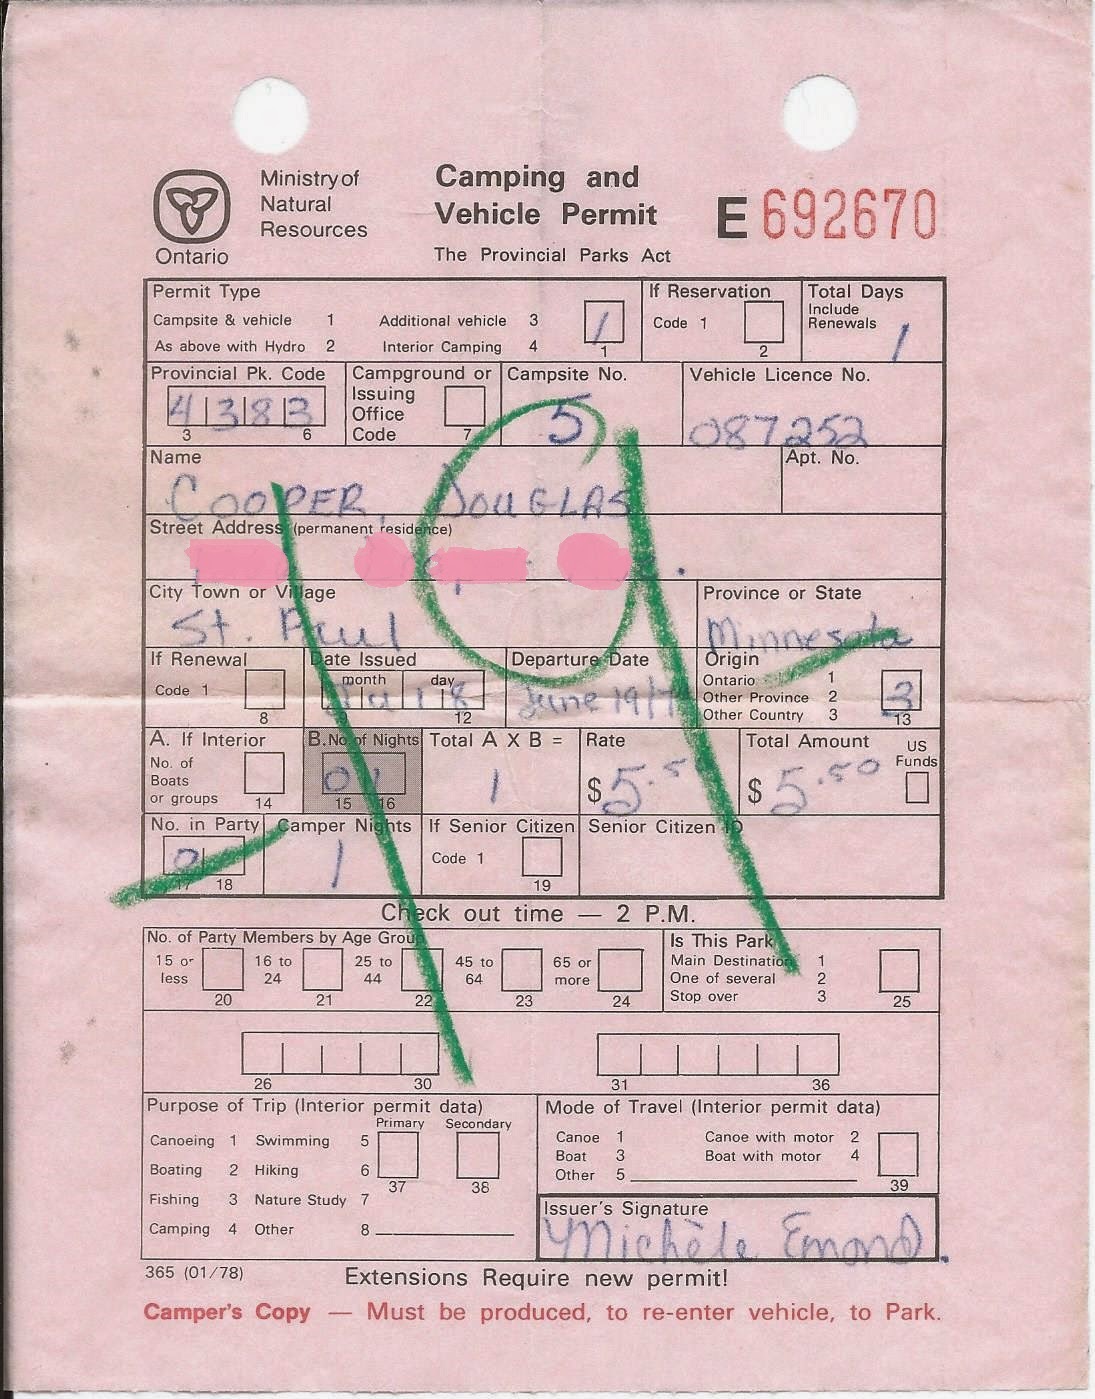 Ministry of
Natural
Resources
Ontario
Camping and
Vehicle Permit
The Provincial Parks Act
E 692670
Permit Type
Campsite & vehicle 1 Additional vehicle 3
As above with Hydro 2 Interior Camping 4
1
1
If Reservation
Code 1
2
Total Days
Include
Renewals
1
Provincial Pk. Code
4383
3 6
Campground or
Issuing
Office
Code 7
Campsite No.
5
Vehicle Licence No.
087252
Name
COOPER, DOUGLAS
Apt. No.
Street Address (permanent residence)
City Town or Village
St. Paul
Province or State
Minnesota
If Renewal
Code 1
8
Date Issued
month day
Ju 18
9 12
Departure Date
June 19/
Origin
Ontario 1
Other Province 2
Other Country 3
3
13
A. If Interior
No. of
Boats
or groups 14
B. No of Nights
01
15 16
Total A X B =
1
Rate
$ 5.5
Total Amount
$ 5.50
US
Funds
No. in Party
0
17 18
Camper Nights
1
If Senior Citizen
Code 1
19
Senior Citizen ID
Check out time — 2 P.M.
No. of Party Members by Age Group
15 or less 16 to 24 25 to 44 45 to 64 65 or more
20 21 22 23 24
Is This Park
Main Destination 1
One of several 2
Stop over 3
25
26 30 31 36
Purpose of Trip (Interior permit data)
Primary Secondary
Canoeing 1 Swimming 5
Boating 2 Hiking 6
37 38
Fishing 3 Nature Study 7
Camping 4 Other 8
Mode of Travel (Interior permit data)
Canoe 1 Canoe with motor 2
Boat 3 Boat with motor 4
Other 5
39
Issuer's Signature
Michèle Emond.
365 (01/78)
Extensions Require new permit!
Camper's Copy — Must be produced, to re-enter vehicle, to Park.